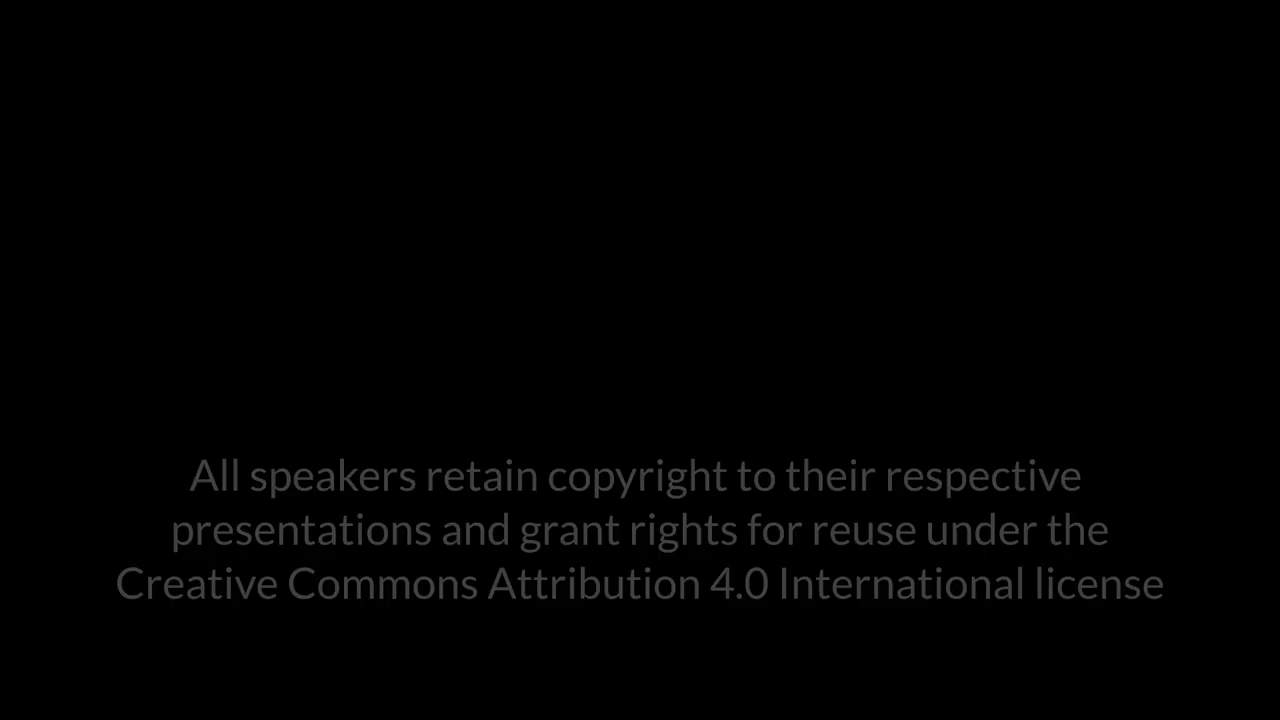 All speakers retain copyright to their respective
presentations and grant rights for reuse under the
Creative Commons Attribution 4.0 International license